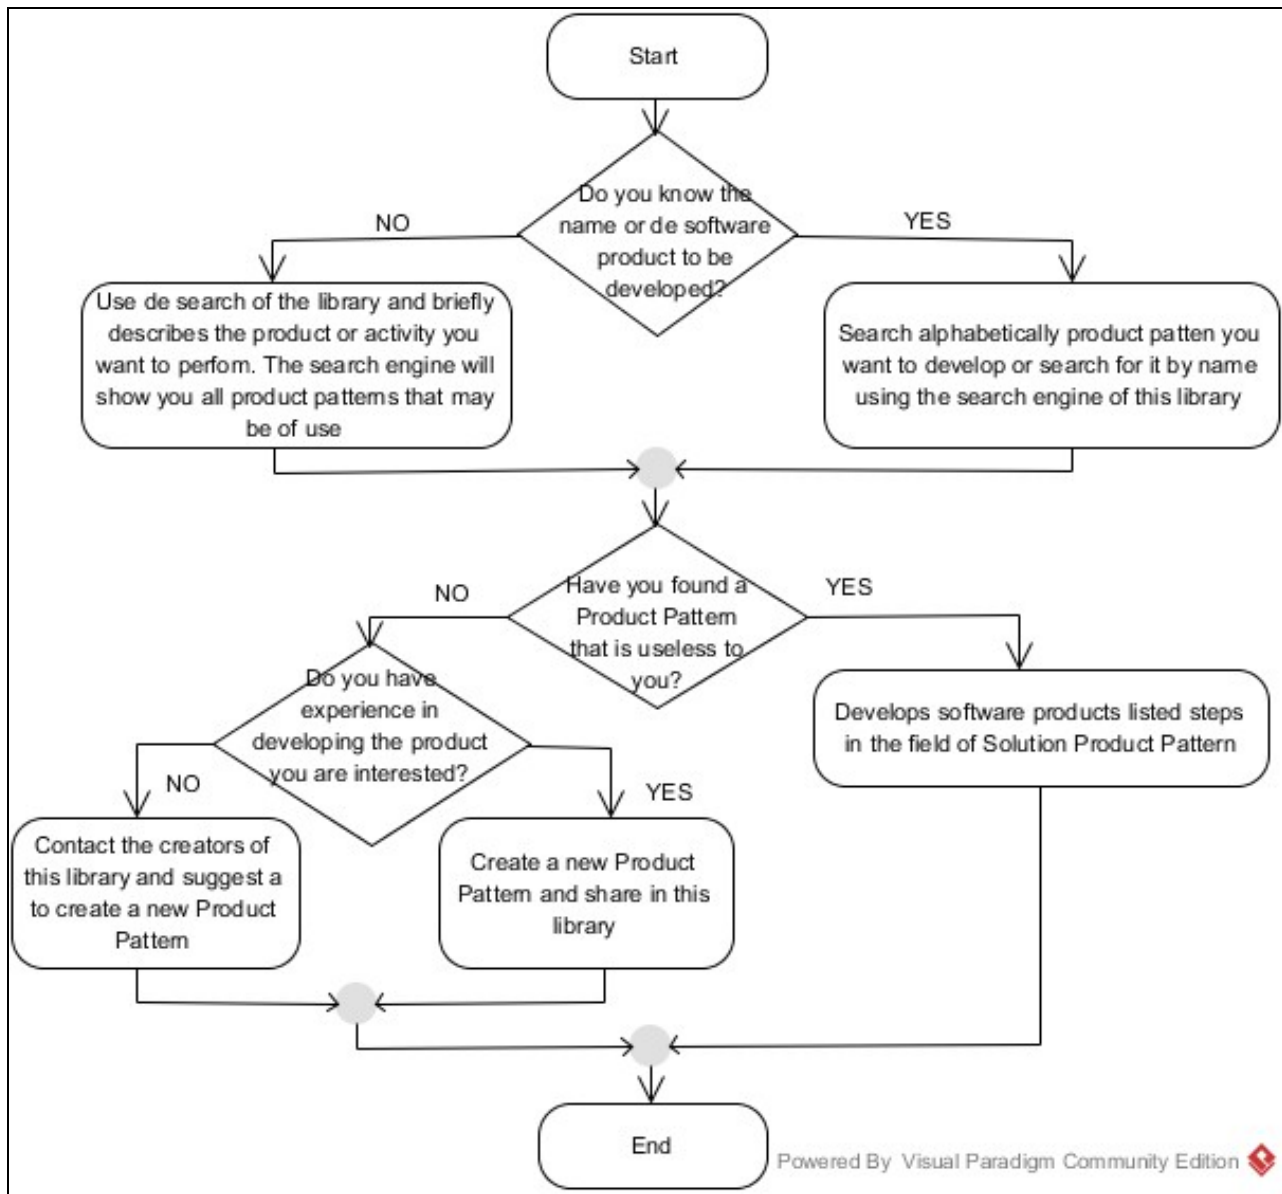 Start
Do you know the
name or de software
product to be
developed?
NO
YES
Use de search of the library and briefly
describes the product or activity you
want to perfom. The search engine will
show you all product patterns that may
be of use
Search alphabetically product patten you
want to develop or search for it by name
using the search engine of this library
Have you found a
Product Pattern
that is useless to
you?
NO
YES
Do you have
experience in
developing the product
you are interested?
Develops software products listed steps
in the field of Solution Product Pattern
NO
YES
Contact the creators of
this library and suggest a
to create a new Product
Pattern
Create a new Product
Pattern and share in this
library
End
Powered By Visual Paradigm Community Edition